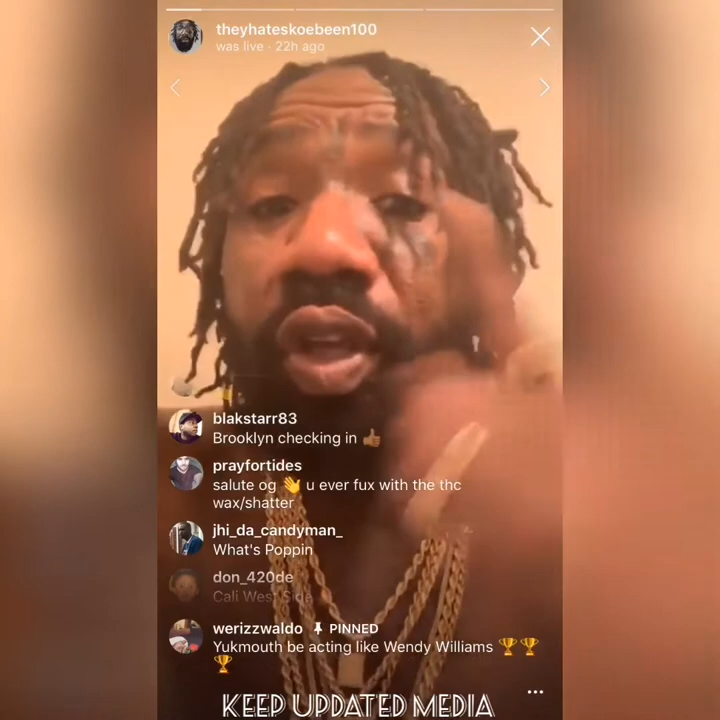 theyhateskoebeen100
was live · 22h ago
blakstarr83
Brooklyn checking in 👍🏾
prayfortides
salute og 👋 u ever fux with the thc
wax/shatter
jhi_da_candyman_
What's Poppin
don_420de
Cali West Side
werizzwaldo PINNED
Yukmouth be acting like Wendy Williams 🏆🏆
🏆
KEEP UPDATED MEDIA